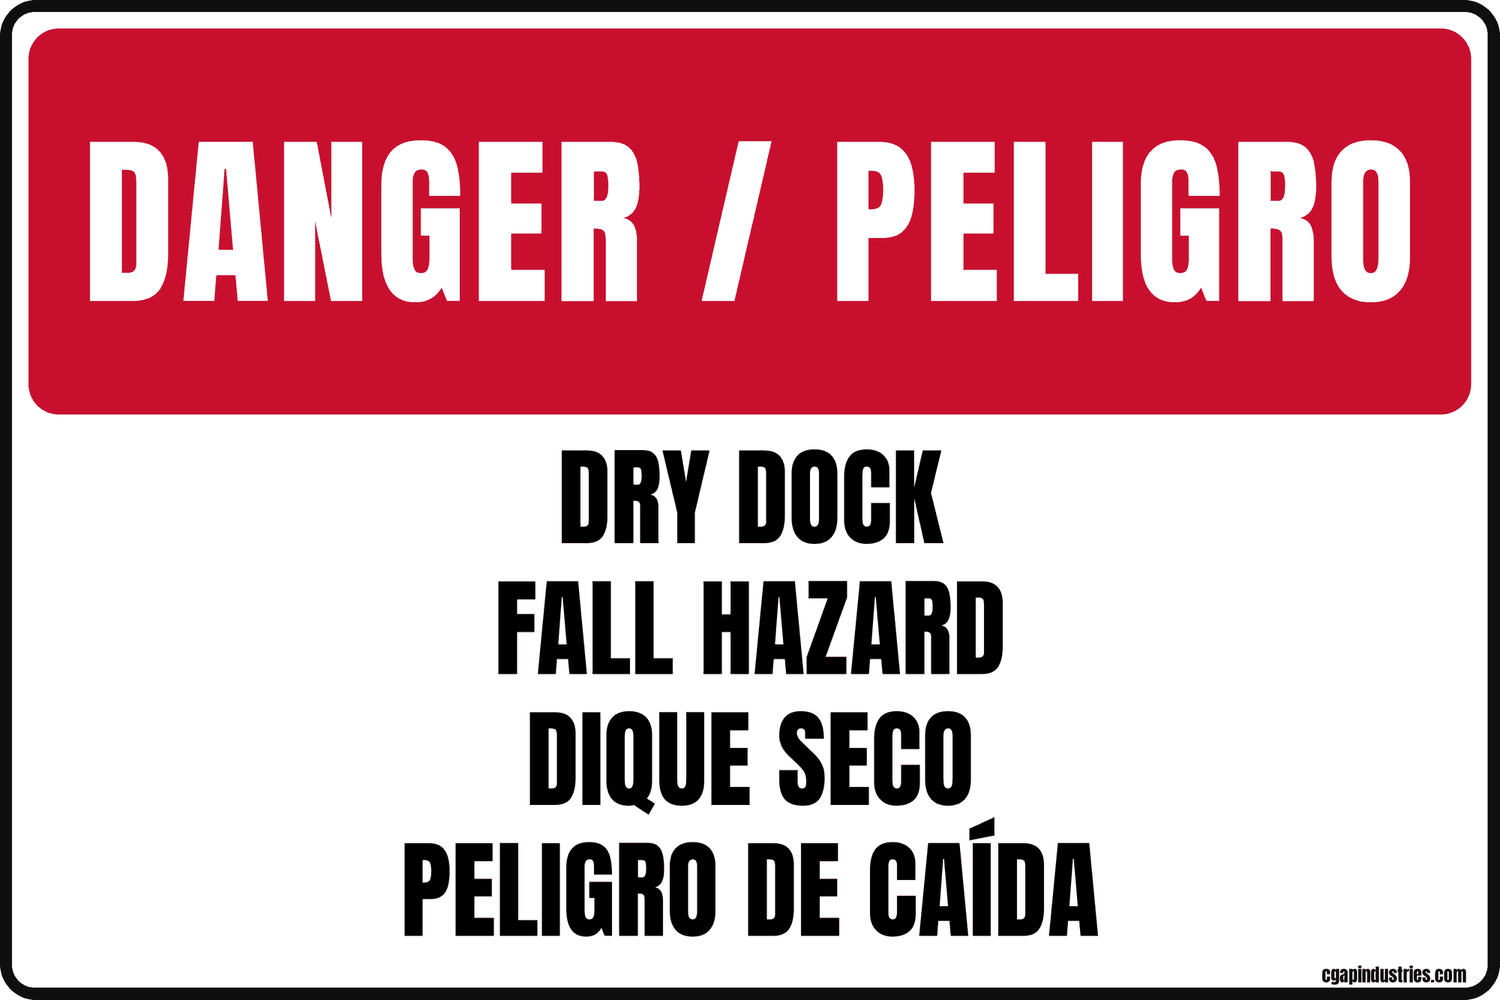 DANGER / PELIGRO
DRY DOCK
FALL HAZARD
DIQUE SECO
PELIGRO DE CAÍDA
cgapindustries.com